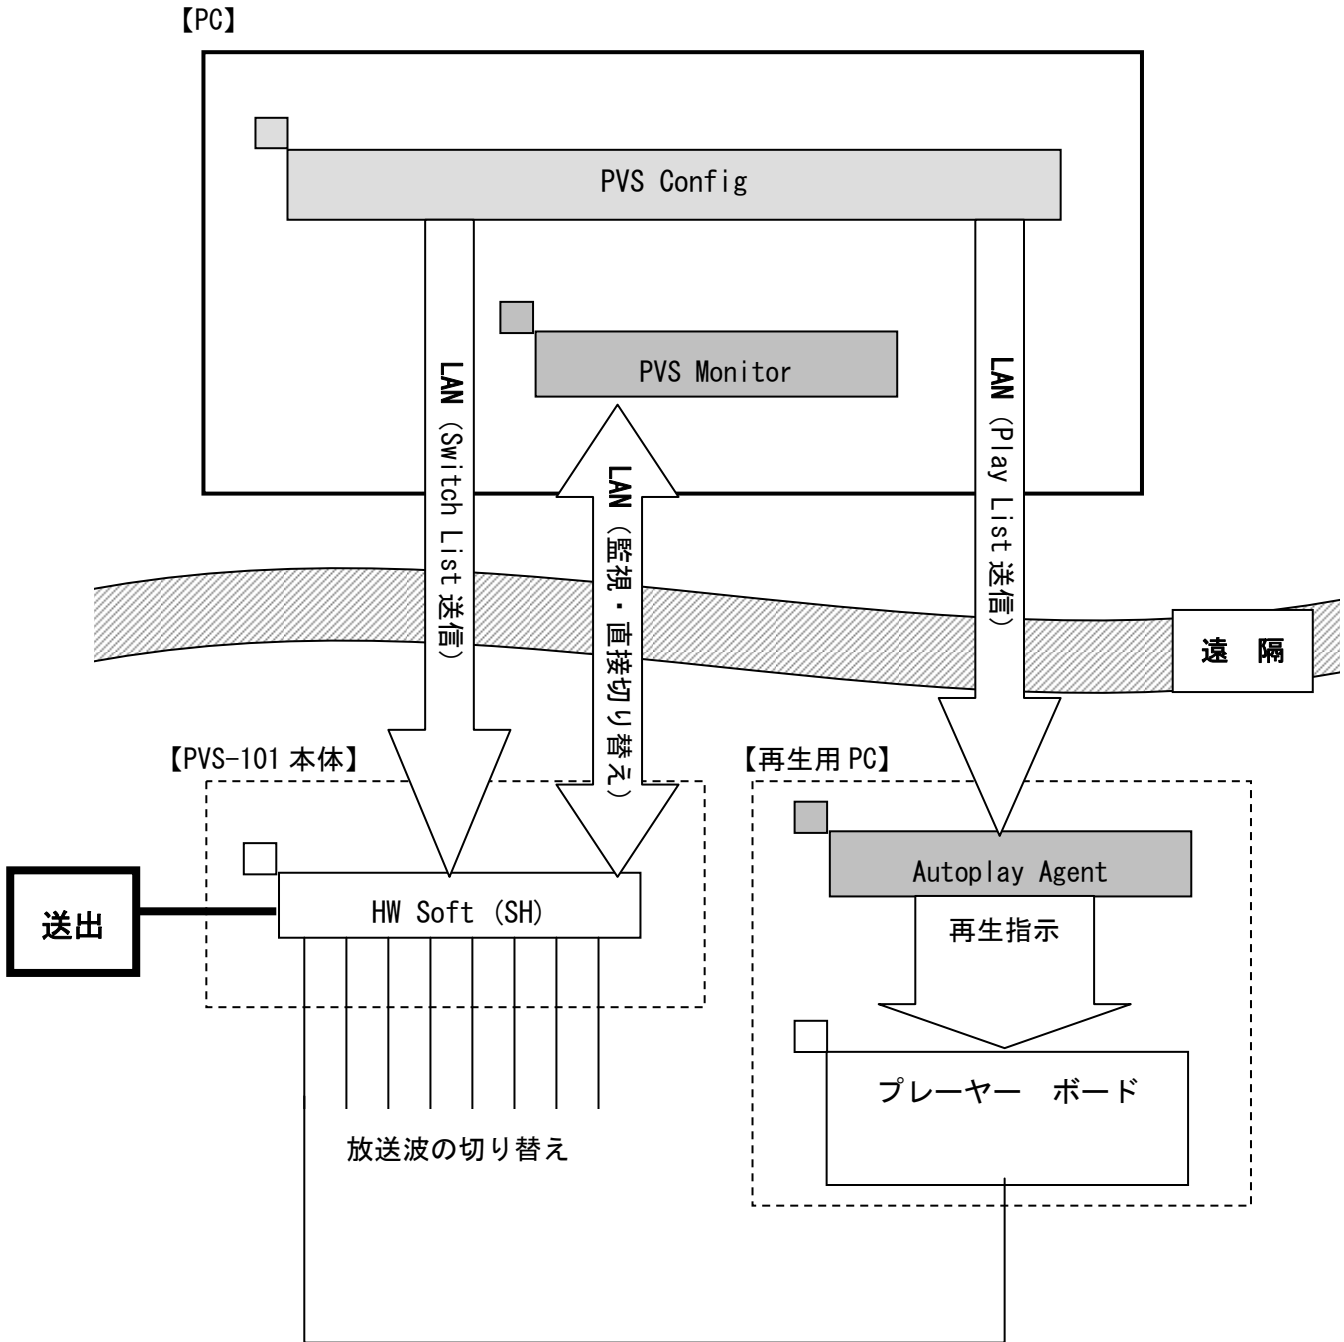 【PC】
PVS Config
PVS Monitor
LAN（Switch List 送信）
LAN（監視・直接切り替え）
LAN（Play List 送信）
遠 隔
【PVS-101 本体】
【再生用 PC】
送出
HW Soft (SH)
Autoplay Agent
再生指示
プレーヤー ボード
放送波の切り替え